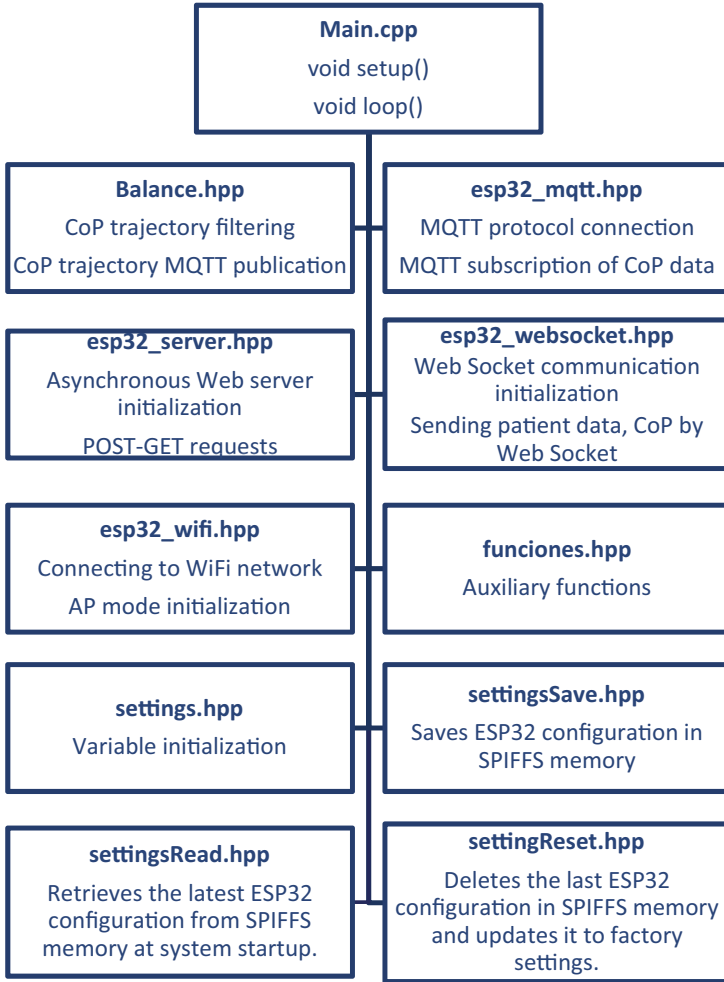 Main.cpp
void setup()
void loop()
Balance.hpp
CoP trajectory filtering
CoP trajectory MQTT publication
esp32_mqtt.hpp
MQTT protocol connection
MQTT subscription of CoP data
esp32_server.hpp
Asynchronous Web server
initialization
POST-GET requests
esp32_websocket.hpp
Web Socket communication
initialization
Sending patient data, CoP by
Web Socket
esp32_wifi.hpp
Connecting to WiFi network
AP mode initialization
funciones.hpp
Auxiliary functions
settings.hpp
Variable initialization
settingsSave.hpp
Saves ESP32 configuration in
SPIFFS memory
settingsRead.hpp
Retrieves the latest ESP32
configuration from SPIFFS
memory at system startup.
settingReset.hpp
Deletes the last ESP32
configuration in SPIFFS memory
and updates it to factory
settings.